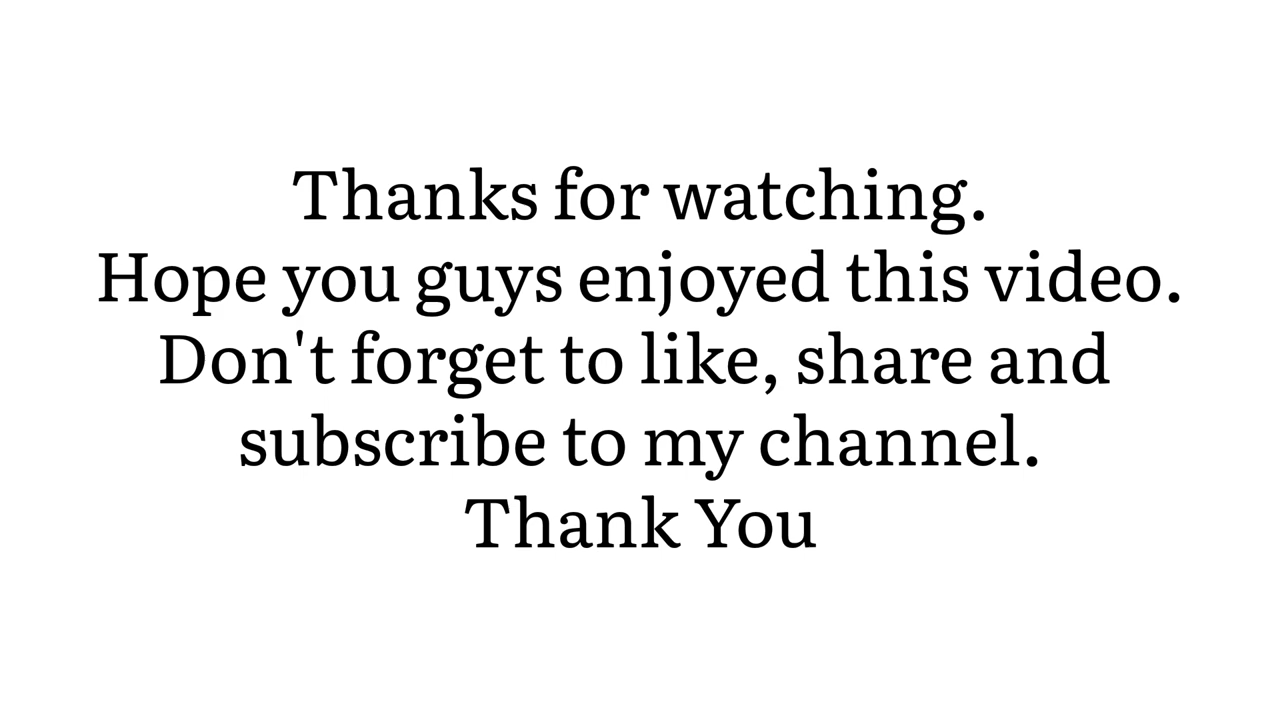 Thanks for watching.
Hope you guys enjoyed this video.
Don't forget to like, share and
subscribe to my channel.
Thank You